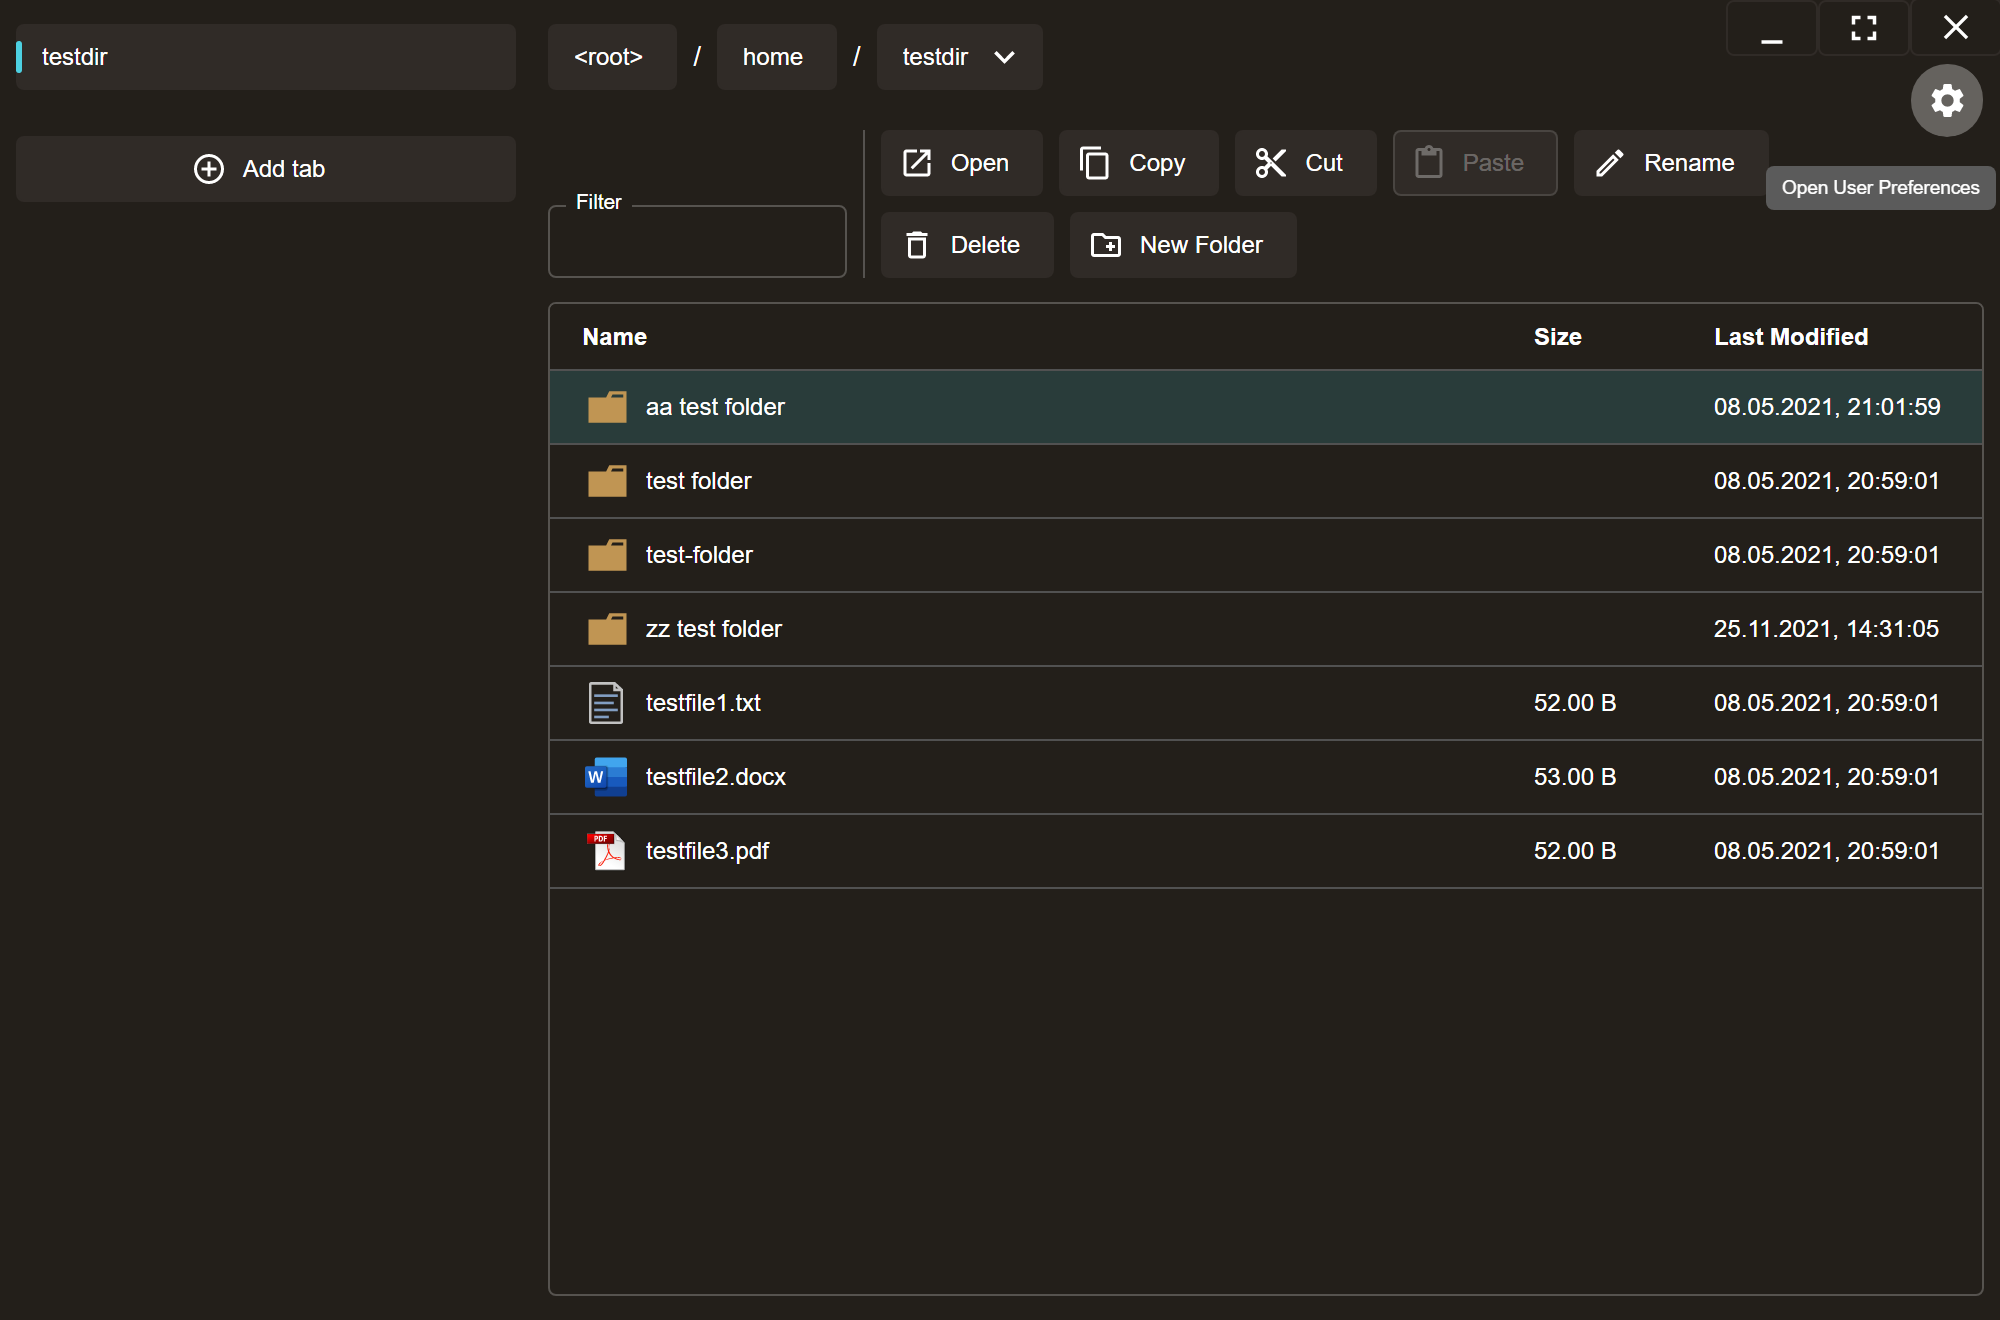 testdir
<root> / home / testdir
Add tab
Filter
Open Copy Cut Paste Rename
Open User Preferences
Delete New Folder
Name Size Last Modified
aa test folder 08.05.2021, 21:01:59
test folder 08.05.2021, 20:59:01
test-folder 08.05.2021, 20:59:01
zz test folder 25.11.2021, 14:31:05
testfile1.txt 52.00 B 08.05.2021, 20:59:01
W testfile2.docx 53.00 B 08.05.2021, 20:59:01
PDF testfile3.pdf 52.00 B 08.05.2021, 20:59:01